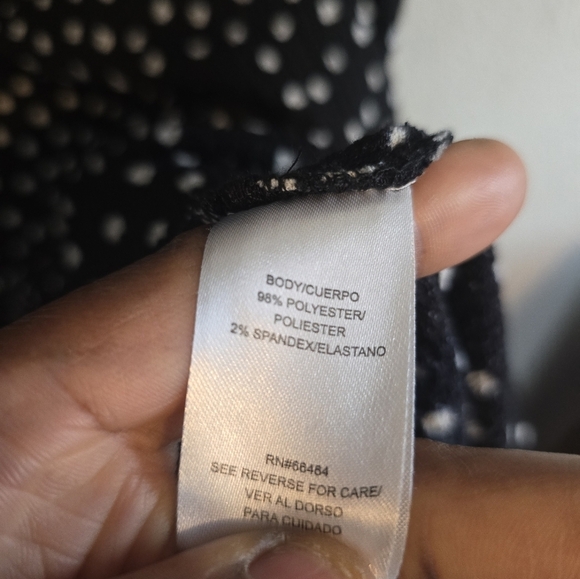 BODY/CUERPO
98% POLYESTER/
POLIESTER
2% SPANDEX/ELASTANO
RN#66484
SEE REVERSE FOR CARE/
VER AL DORSO
PARA CUIDADO